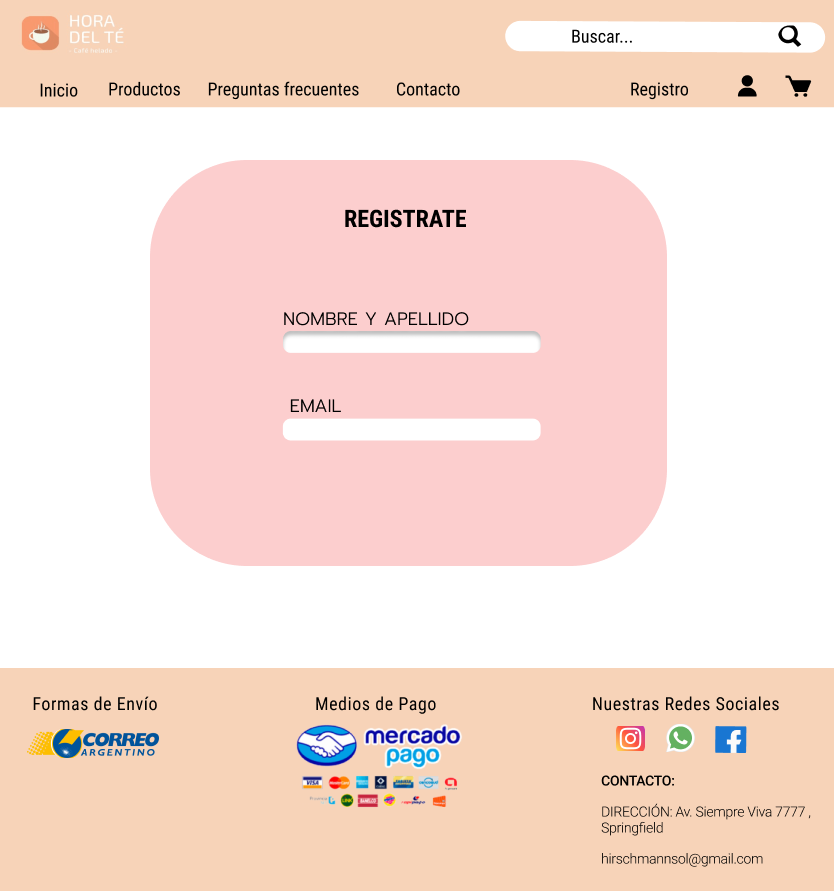 HORA
DEL TÉ
- Café helado -
Buscar...
Inicio Productos Preguntas frecuentes Contacto Registro
REGISTRATE
NOMBRE Y APELLIDO
EMAIL
Formas de Envío
CORREO
ARGENTINO
Medios de Pago
mercado
pago
VISA
Nuestras Redes Sociales
CONTACTO:
DIRECCIÓN: Av. Siempre Viva 7777 ,
Springfield
hirschmannsol@gmail.com